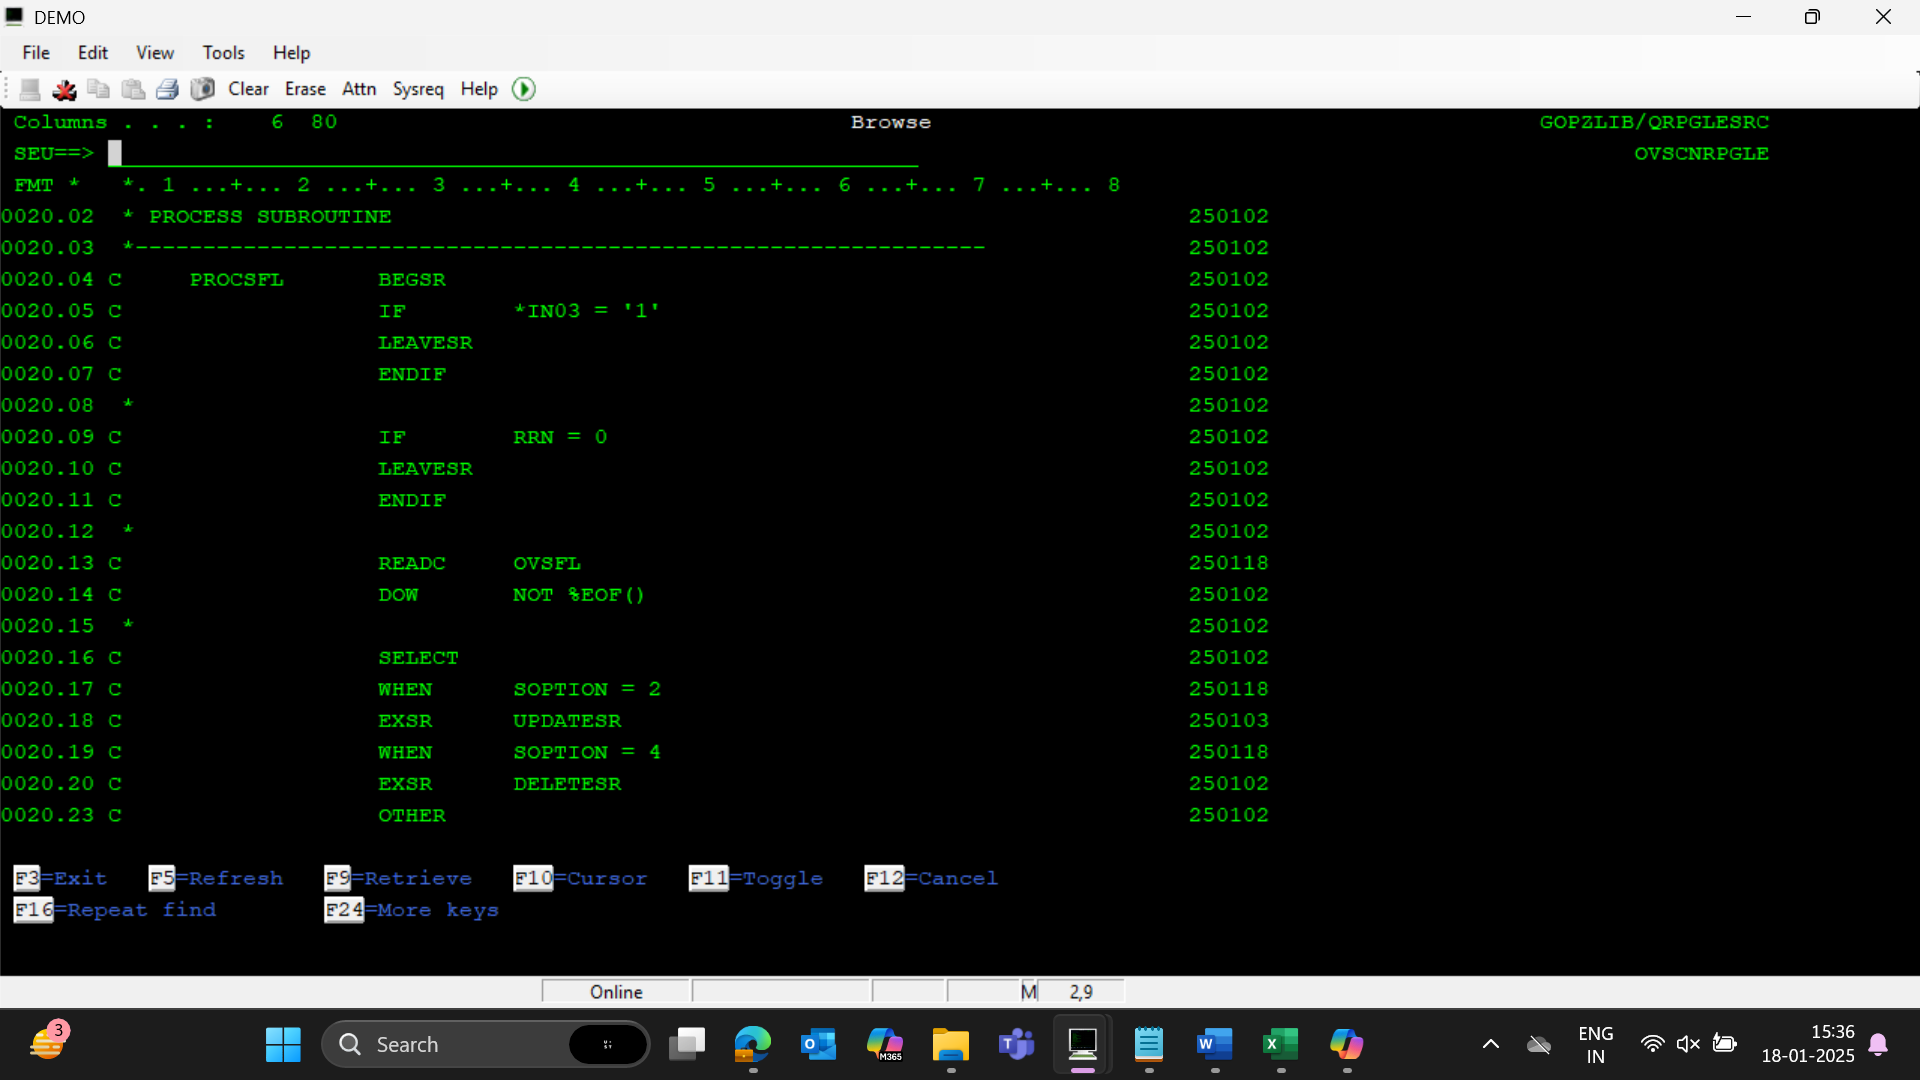 DEMO
File Edit View Tools Help
Clear Erase Attn Sysreq Help
Columns . . . :    6  80    Browse    GOPZLIB/QRPGLESRC
SEU==>    OVSCNRPGLE
FMT *   *. 1 ...+... 2 ...+... 3 ...+... 4 ...+... 5 ...+... 6 ...+... 7 ...+... 8
0020.02  * PROCESS SUBROUTINE    250102
0020.03  *---------------------------------------------------------------    250102
0020.04 C     PROCSFL       BEGSR    250102
0020.05 C                   IF        *IN03 = '1'    250102
0020.06 C                   LEAVESR    250102
0020.07 C                   ENDIF    250102
0020.08  *    250102
0020.09 C                   IF        RRN = 0    250102
0020.10 C                   LEAVESR    250102
0020.11 C                   ENDIF    250102
0020.12  *    250102
0020.13 C                   READC     OVSFL    250118
0020.14 C                   DOW       NOT %EOF()    250102
0020.15  *    250102
0020.16 C                   SELECT    250102
0020.17 C                   WHEN      SOPTION = 2    250118
0020.18 C                   EXSR      UPDATESR    250103
0020.19 C                   WHEN      SOPTION = 4    250118
0020.20 C                   EXSR      DELETESR    250102
0020.23 C                   OTHER    250102
F3=Exit   F5=Refresh   F9=Retrieve   F10=Cursor   F11=Toggle   F12=Cancel
F16=Repeat find        F24=More keys
Online M 2,9
3 Search M365 ENG 15:36
IN 18-01-2025